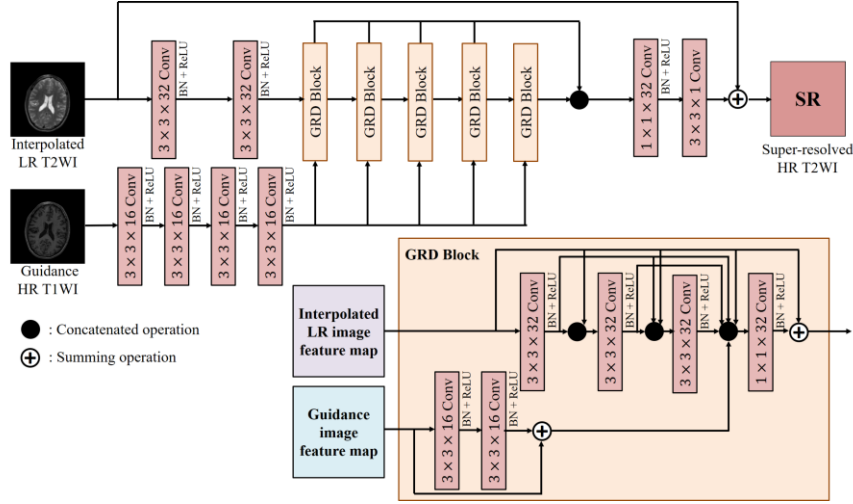 3 × 3 × 32 Conv
BN + ReLU
3 × 3 × 32 Conv
BN + ReLU
GRD Block
GRD Block
GRD Block
GRD Block
GRD Block
1 × 1 × 32 Conv
BN + ReLU
3 × 3 × 1 Conv
SR
Interpolated
LR T2WI
Super-resolved
HR T2WI
3 × 3 × 16 Conv
BN + ReLU
3 × 3 × 16 Conv
BN + ReLU
3 × 3 × 16 Conv
BN + ReLU
3 × 3 × 16 Conv
BN + ReLU
Guidance
HR T1WI
: Concatenated operation
: Summing operation
GRD Block
Interpolated
LR image
feature map
3 × 3 × 32 Conv
BN + ReLU
3 × 3 × 32 Conv
BN + ReLU
3 × 3 × 32 Conv
BN + ReLU
1 × 1 × 32 Conv
BN + ReLU
Guidance
image
feature map
3 × 3 × 16 Conv
BN + ReLU
3 × 3 × 16 Conv
BN + ReLU